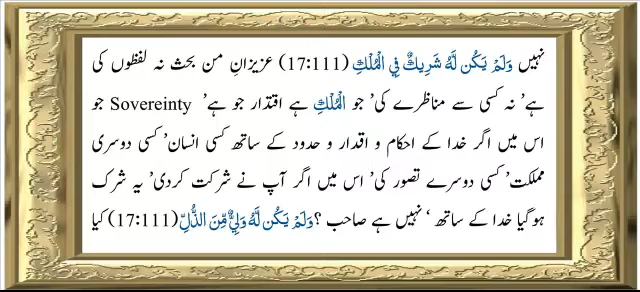 نہیں وَلَمْ يَكُن لَّهُ شَرِيكٌ فِي الْمُلْكِ (17:111) عزیزانِ من بحث نہ لفظوں کی
ہے' نہ کسی سے مناظرے کی' جو الْمُلْكِ ہے اقتدار جو ہے' Sovereinty جو
اس میں اگر خدا کے احکام و اقدار و حدود کے ساتھ کسی انسان' کسی دوسری
مملکت' کسی دوسرے تصور کی' اس میں اگر آپ نے شرکت کردی' یہ شرک
ہوگیا خدا کے ساتھ ' نہیں ہے صاحب ؟ وَلَمْ يَكُن لَّهُ وَلِيٌّ مِّنَ الذُّلِّ (17:111) کیا